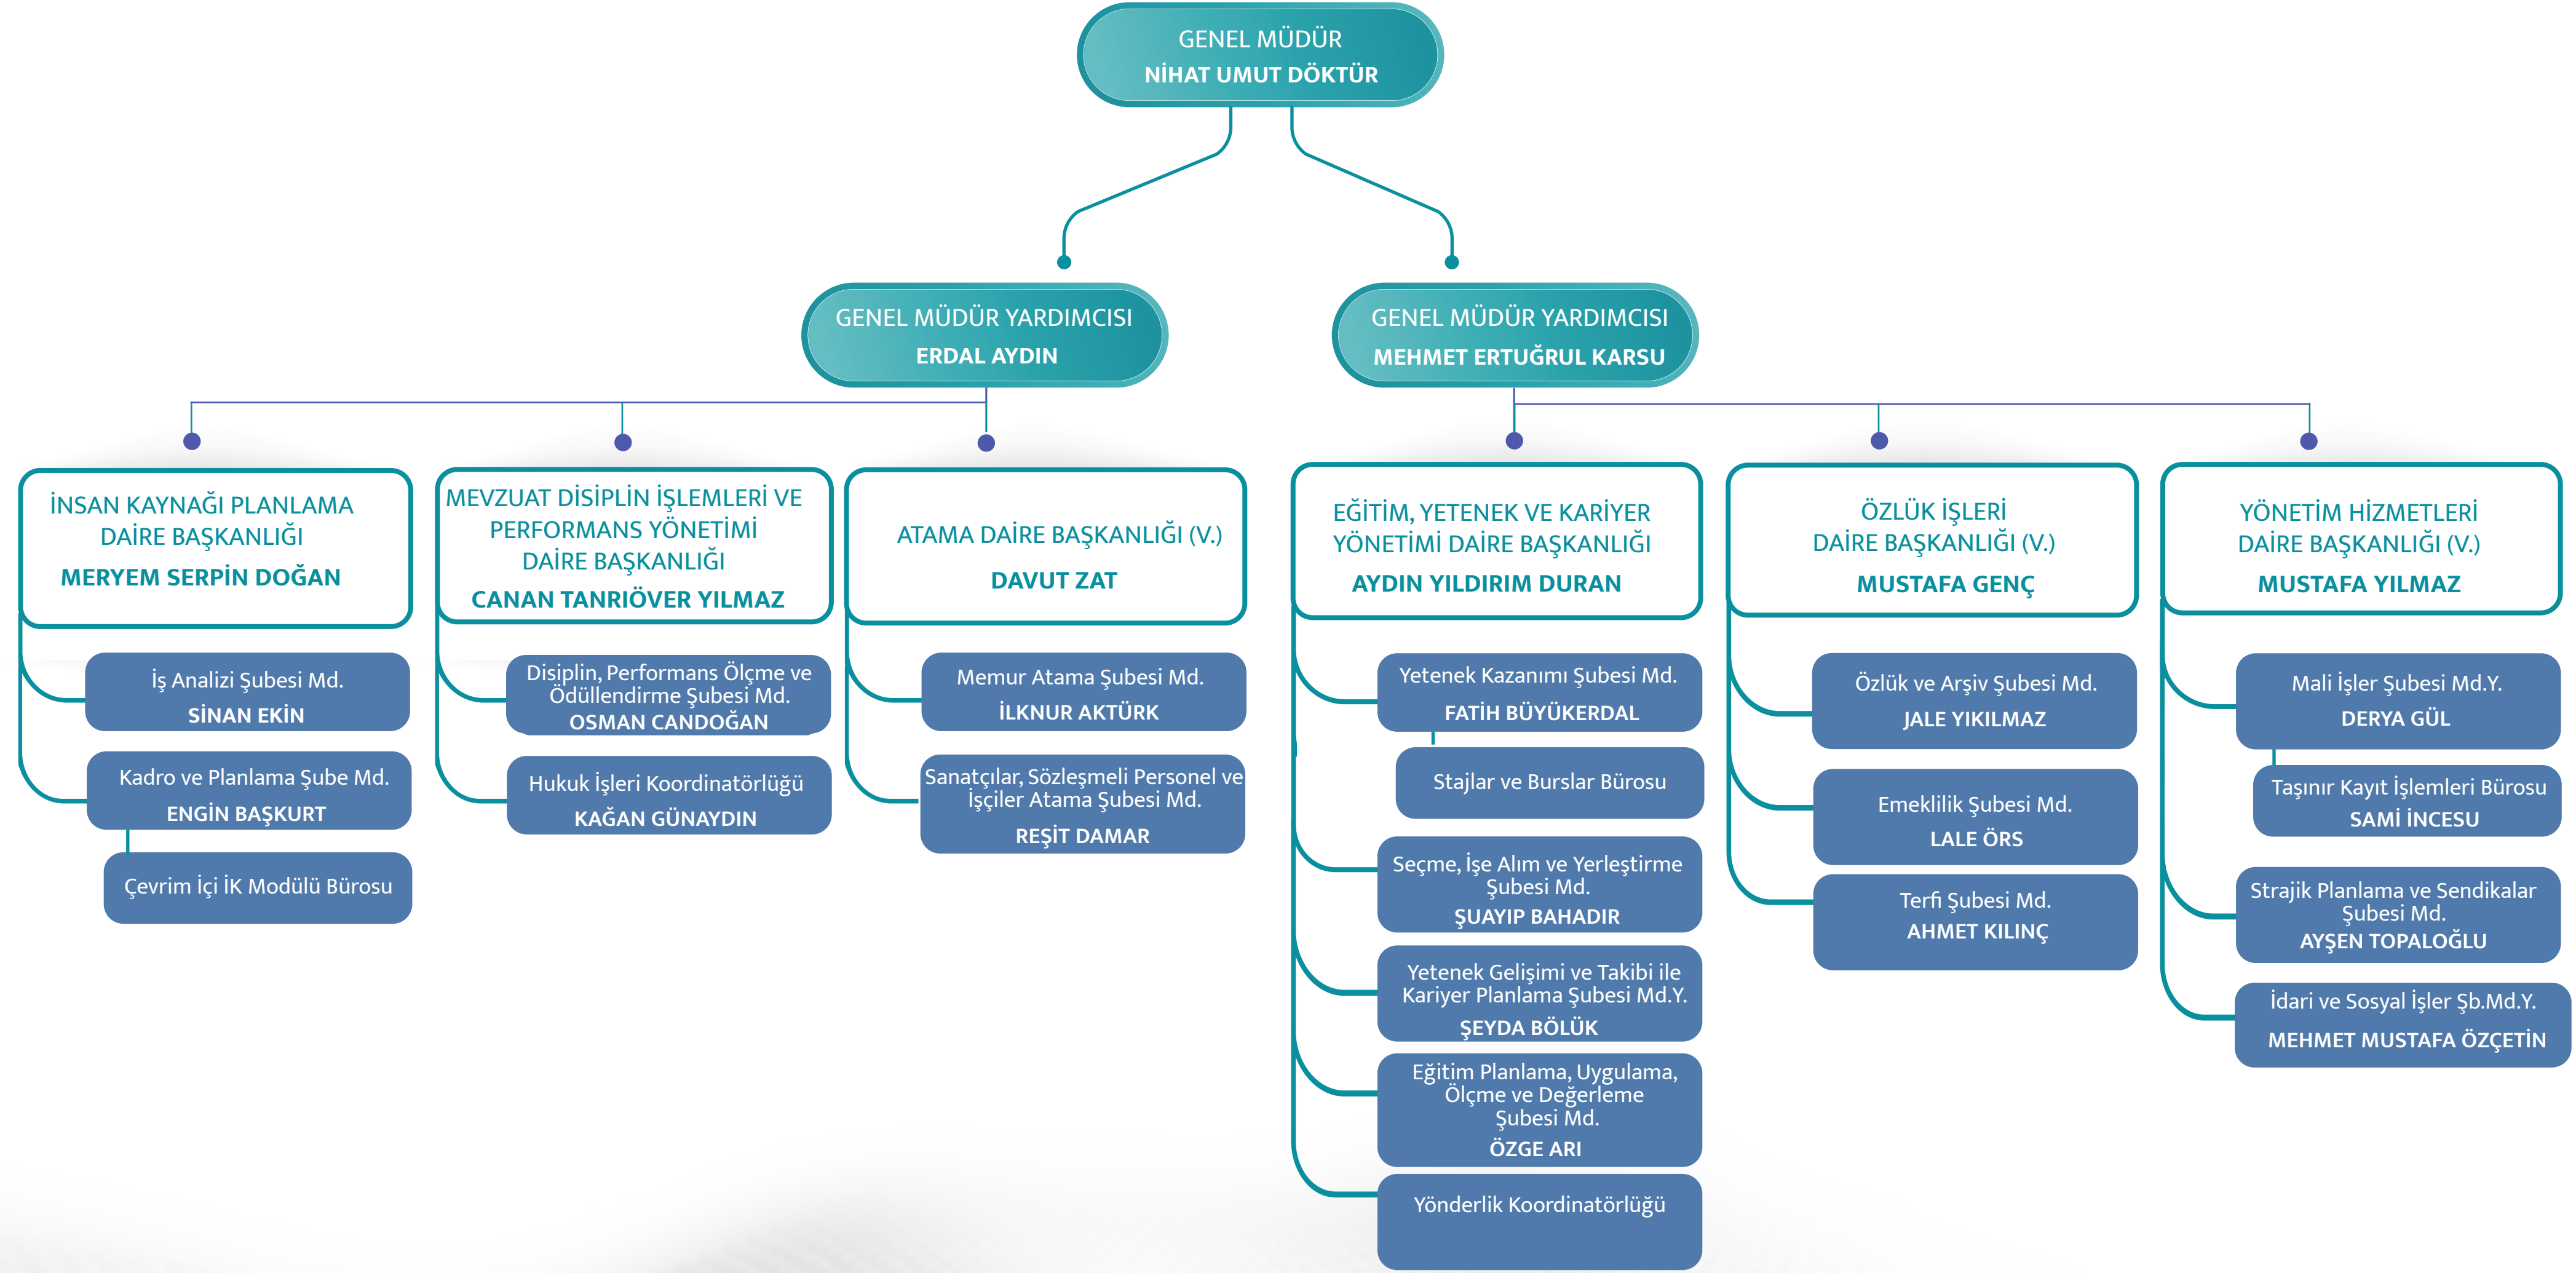 GENEL MÜDÜR
NİHAT UMUT DÖKTÜR
GENEL MÜDÜR YARDIMCISI
ERDAL AYDIN
GENEL MÜDÜR YARDIMCISI
MEHMET ERTUĞRUL KARSU
İNSAN KAYNAĞI PLANLAMA
DAİRE BAŞKANLIĞI
MERYEM SERPİN DOĞAN
İş Analizi Şubesi Md.
SİNAN EKİN
Kadro ve Planlama Şube Md.
ENGİN BAŞKURT
Çevrim İçi İK Modülü Bürosu
MEVZUAT DİSİPLİN İŞLEMLERİ VE
PERFORMANS YÖNETİMİ
DAİRE BAŞKANLIĞI
CANAN TANRIÖVER YILMAZ
Disiplin, Performans Ölçme ve
Ödüllendirme Şubesi Md.
OSMAN CANDOĞAN
Hukuk İşleri Koordinatörlüğü
KAĞAN GÜNAYDIN
ATAMA DAİRE BAŞKANLIĞI (V.)
DAVUT ZAT
Memur Atama Şubesi Md.
İLKNUR AKTÜRK
Sanatçılar, Sözleşmeli Personel ve
İşçiler Atama Şubesi Md.
REŞİT DAMAR
EĞİTİM, YETENEK VE KARİYER
YÖNETİMİ DAİRE BAŞKANLIĞI
AYDIN YILDIRIM DURAN
Yetenek Kazanımı Şubesi Md.
FATİH BÜYÜKERDAL
Stajlar ve Burslar Bürosu
Seçme, İşe Alım ve Yerleştirme
Şubesi Md.
ŞUAYIP BAHADIR
Yetenek Gelişimi ve Takibi ile
Kariyer Planlama Şubesi Md.Y.
ŞEYDA BÖLÜK
Eğitim Planlama, Uygulama,
Ölçme ve Değerleme
Şubesi Md.
ÖZGE ARI
Yönderlik Koordinatörlüğü
ÖZLÜK İŞLERİ
DAİRE BAŞKANLIĞI (V.)
MUSTAFA GENÇ
Özlük ve Arşiv Şubesi Md.
JALE YIKILMAZ
Emeklilik Şubesi Md.
LALE ÖRS
Terfi Şubesi Md.
AHMET KILINÇ
YÖNETİM HİZMETLERİ
DAİRE BAŞKANLIĞI (V.)
MUSTAFA YILMAZ
Mali İşler Şubesi Md.Y.
DERYA GÜL
Taşınır Kayıt İşlemleri Bürosu
SAMİ İNCESU
Strajik Planlama ve Sendikalar
Şubesi Md.
AYŞEN TOPALOĞLU
İdari ve Sosyal İşler Şb.Md.Y.
MEHMET MUSTAFA ÖZÇETİN